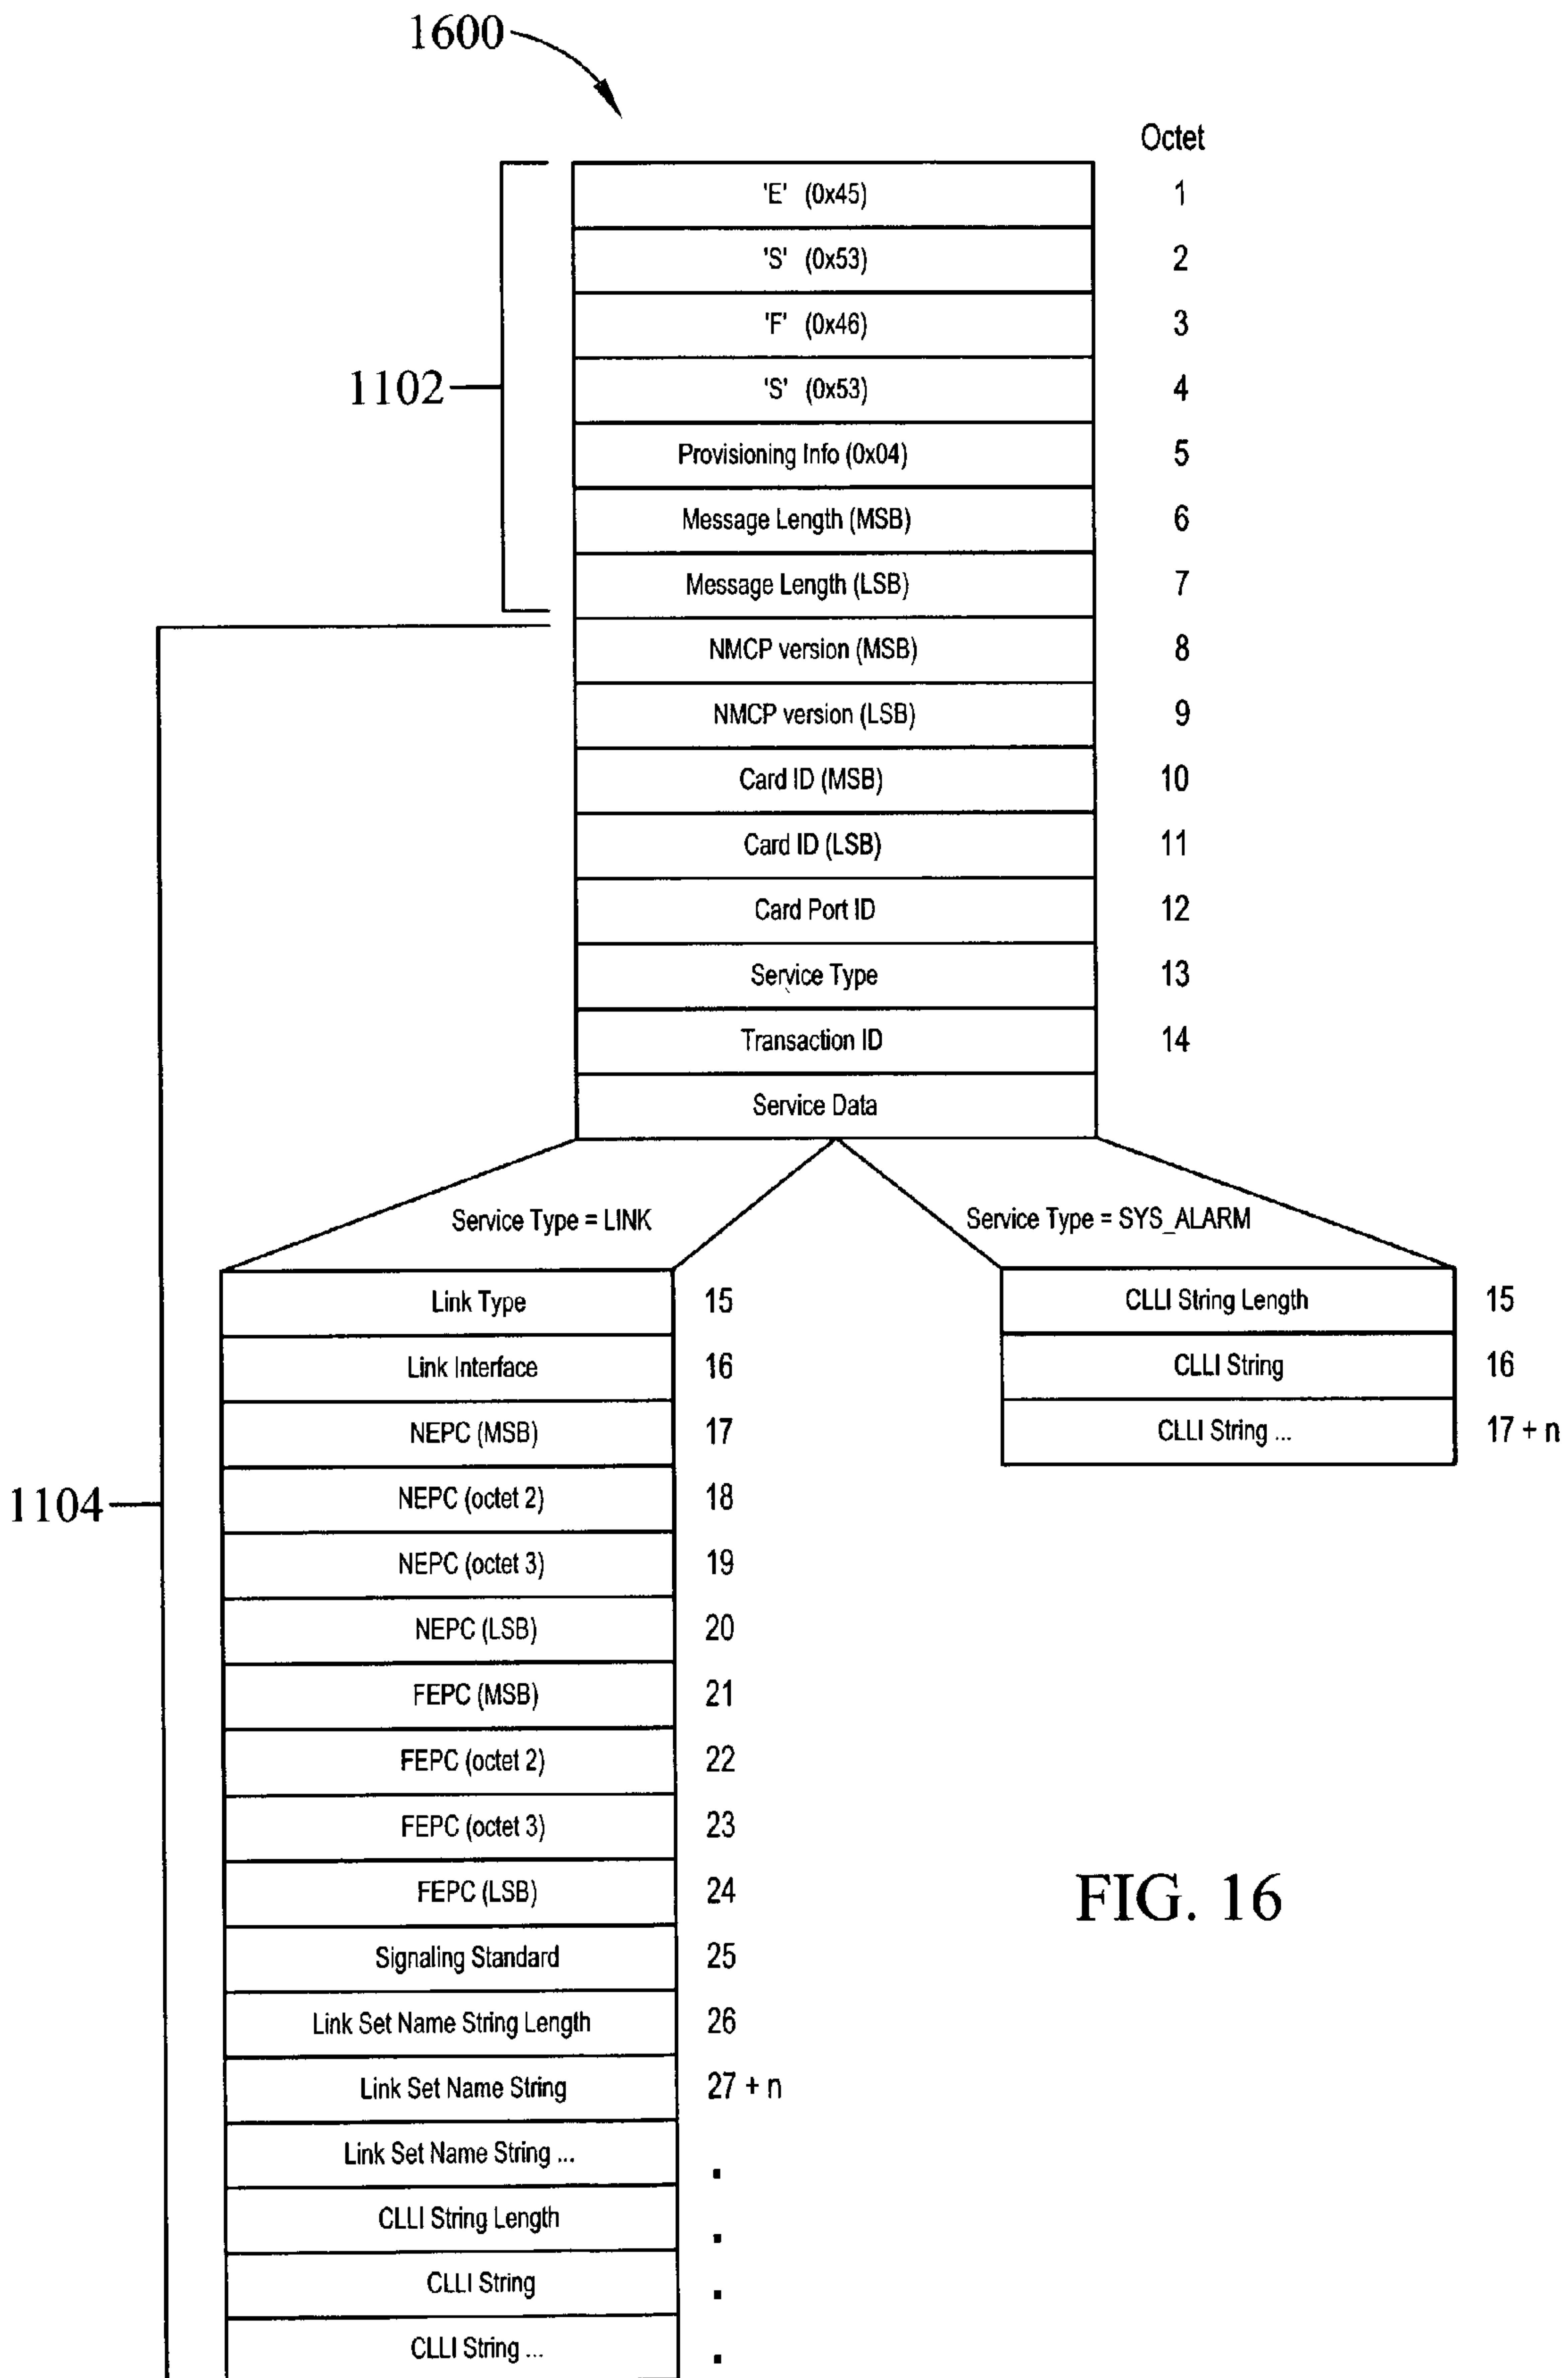 1600
Octet
'E' (0x45) 1
'S' (0x53) 2
'F' (0x46) 3
1102
'S' (0x53) 4
Provisioning Info (0x04) 5
Message Length (MSB) 6
Message Length (LSB) 7
NMCP version (MSB) 8
NMCP version (LSB) 9
Card ID (MSB) 10
Card ID (LSB) 11
Card Port ID 12
Service Type 13
Transaction ID 14
Service Data
Service Type = LINK
Link Type 15
Link Interface 16
NEPC (MSB) 17
1104
NEPC (octet 2) 18
NEPC (octet 3) 19
NEPC (LSB) 20
FEPC (MSB) 21
FEPC (octet 2) 22
FEPC (octet 3) 23
FEPC (LSB) 24
Signaling Standard 25
Link Set Name String Length 26
Link Set Name String 27 + n
Link Set Name String ... .
CLLI String Length .
CLLI String .
CLLI String ... .
Service Type = SYS_ALARM
CLLI String Length 15
CLLI String 16
CLLI String ... 17 + n
FIG. 16